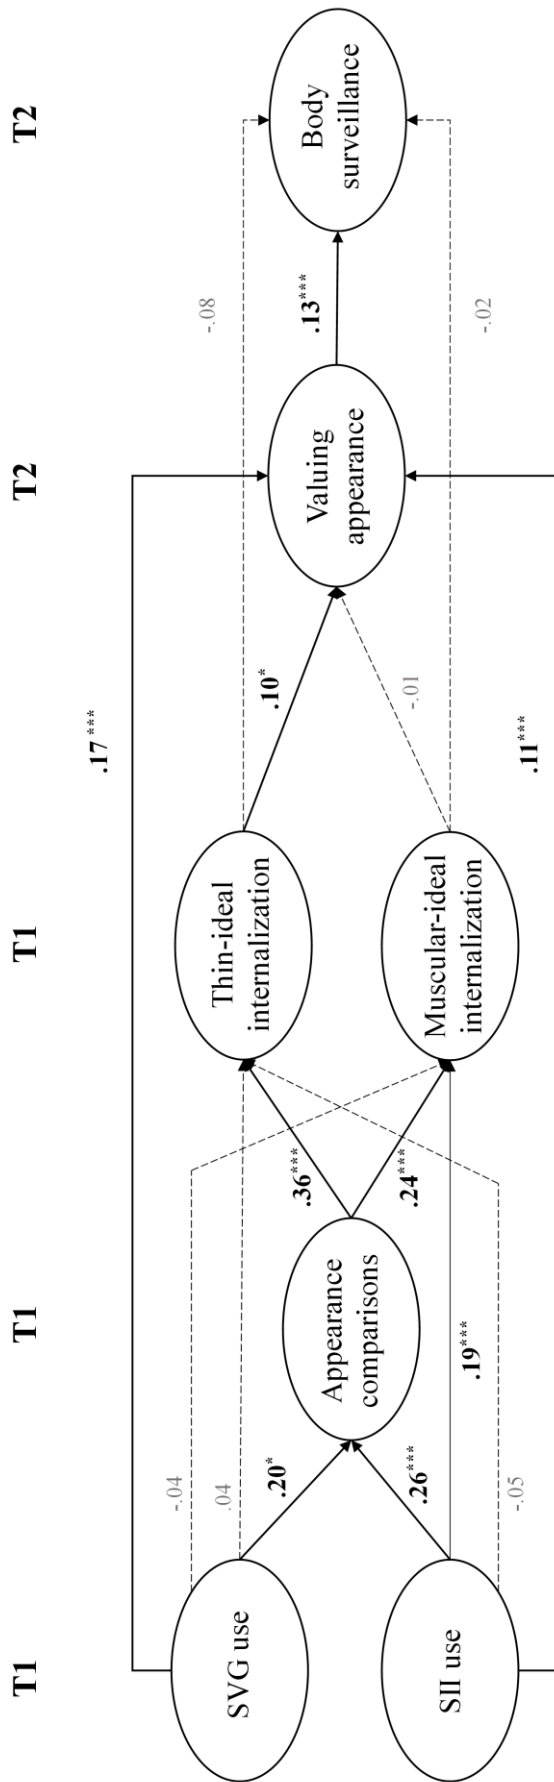 T1
T1
T1
T2
T2
.17***
-.04
.04
-.08
SVG use
Thin-ideal
internalization
.20*
.36***
.10*
.13***
Appearance
comparisons
Valuing
appearance
Body
surveillance
.26***
.24***
-.01
SII use
.19***
Muscular-ideal
internalization
-.02
-.05
.11***